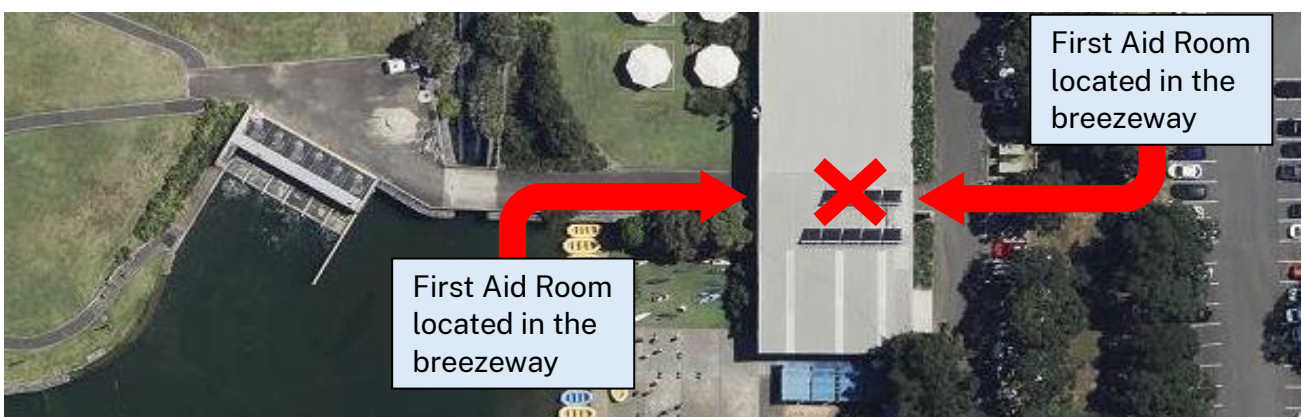 First Aid Room
located in the
breezeway
First Aid Room
located in the
breezeway